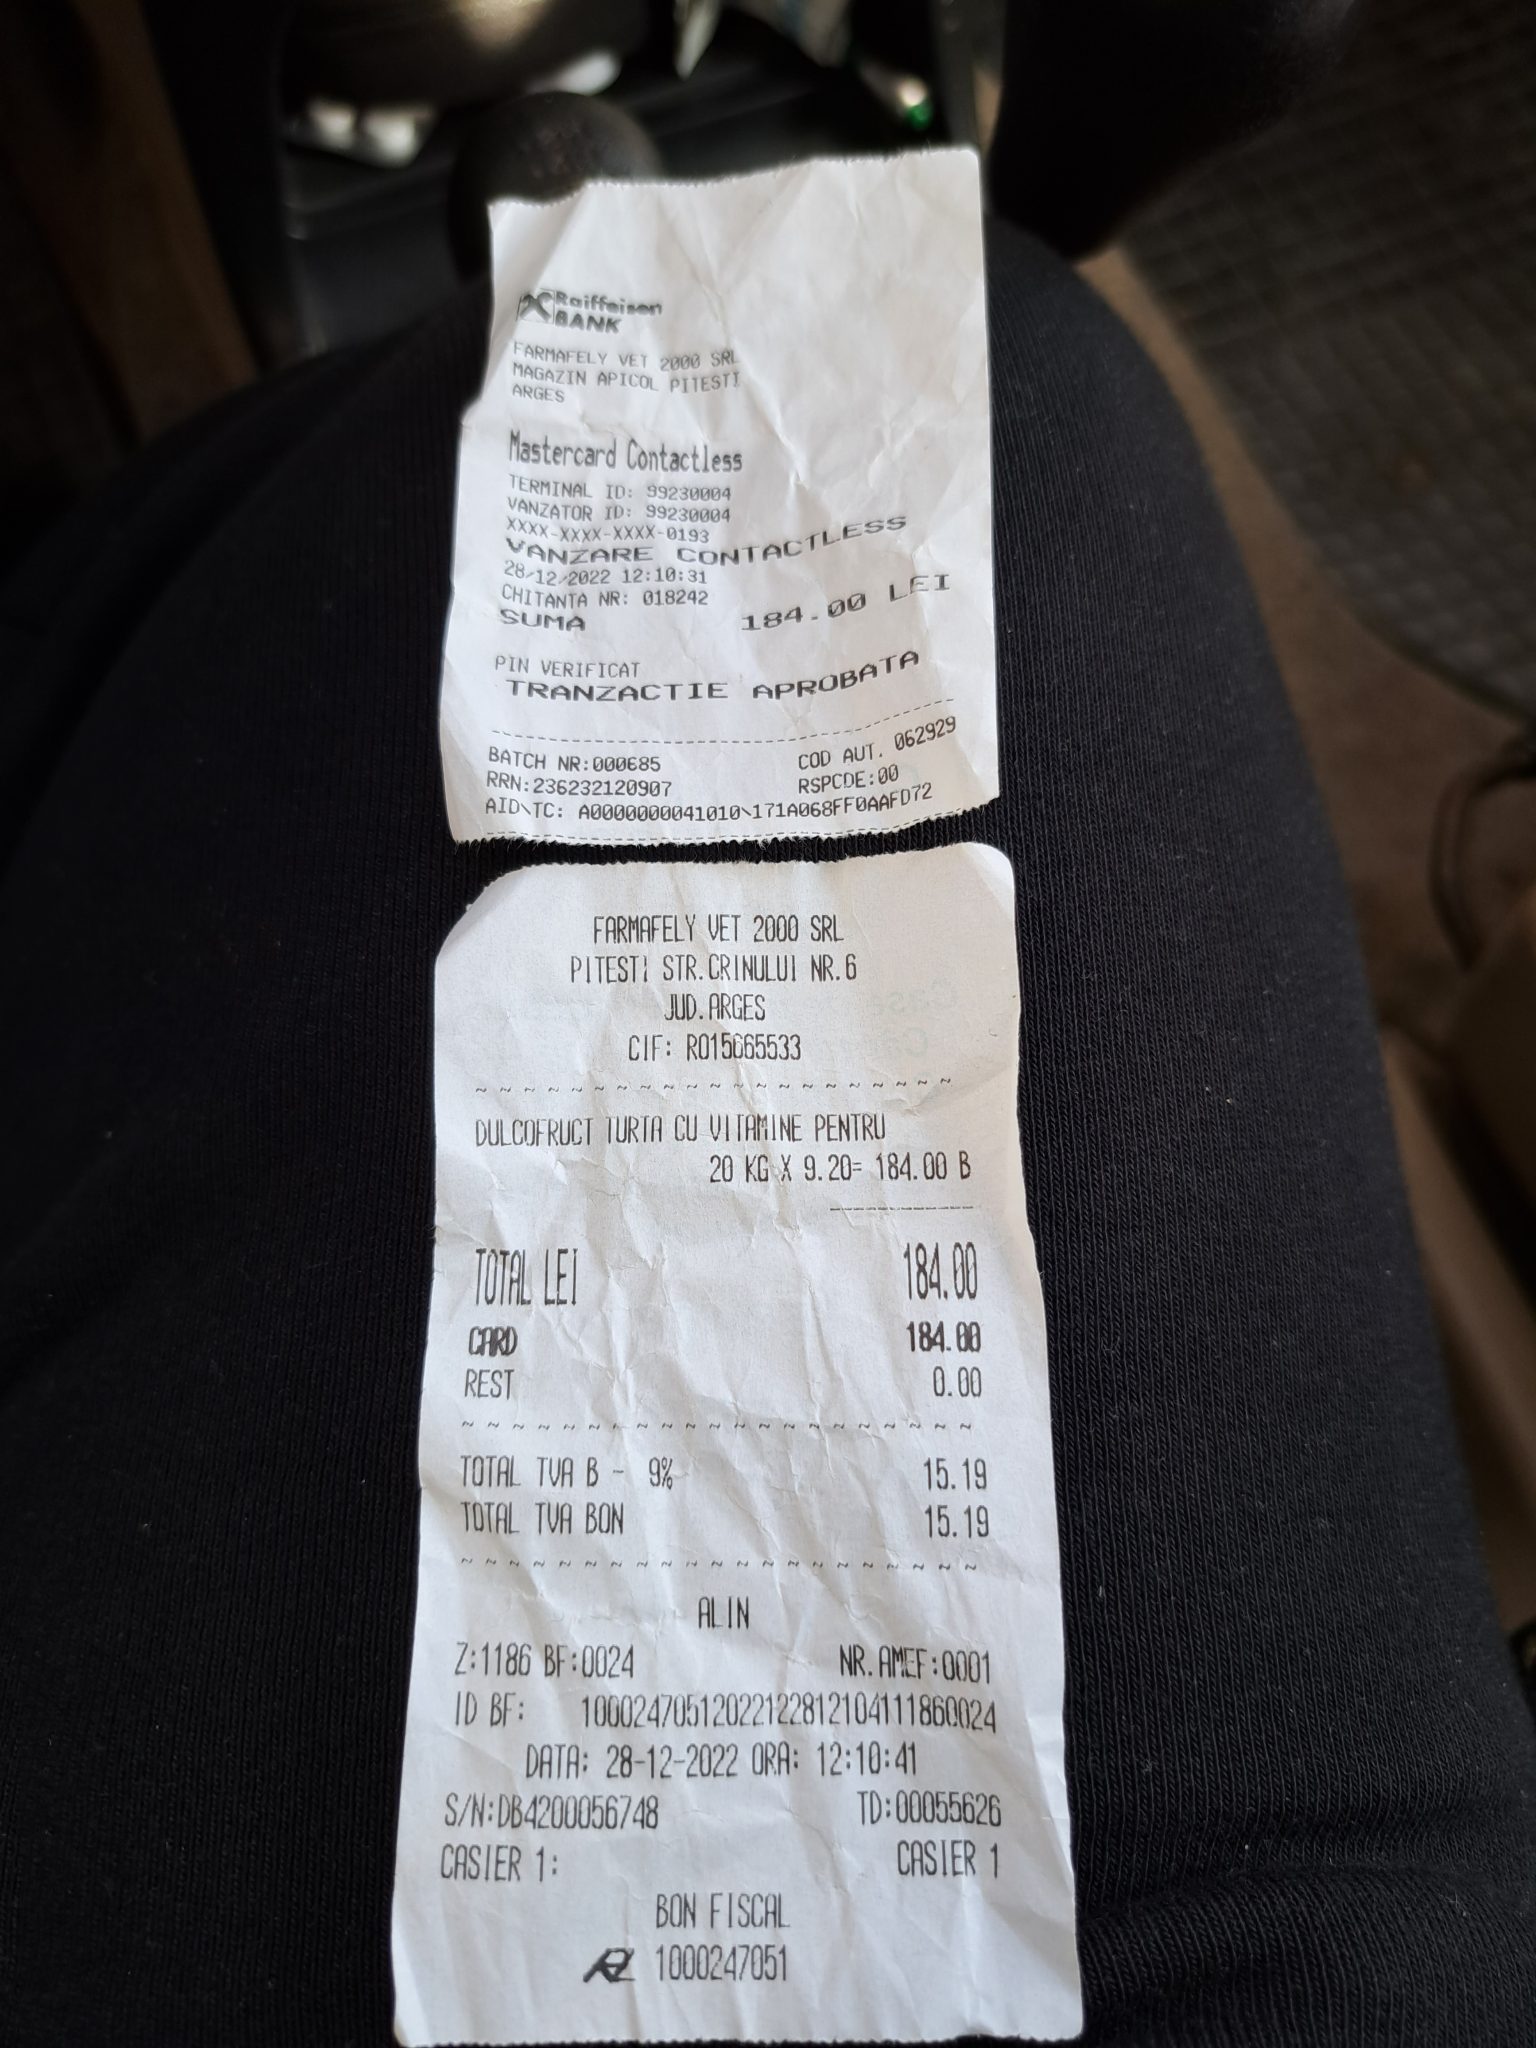 Raiffeisen
BANK
FARMAFELY VET 2000 SRL
MAGAZIN APICOL PITESTI
ARGES
Mastercard Contactless
TERMINAL ID: 99230004
VANZATOR ID: 99230004
XXXX-XXXX-XXXX-0193
VANZARE CONTACTLESS
28/12/2022 12:10:31
CHITANTA NR: 018242
SUMA 184.00 LEI
PIN VERIFICAT
TRANZACTIE APROBATA
BATCH NR:000685 COD AUT. 062929
RRN:236232120907 RSPCDE:00
AID\TC: A0000000041010\171A068FF0AAFD72
FARMAFELY VET 2000 SRL
PITESTI STR.CRINULUI NR.6
JUD.ARGES
CIF: RO15665533
DULCOFRUCT TURTA CU VITAMINE PENTRU
20 KG X 9.20= 184.00 B
TOTAL LEI 184.00
CARD 184.00
REST 0.00
TOTAL TVA B - 9% 15.19
TOTAL TVA BON 15.19
ALIN
Z:1186 BF:0024 NR.AMEF:0001
ID BF: 1000247051202212281210411860024
DATA: 28-12-2022 ORA: 12:10:41
S/N:DB4200056748 TD:00055626
CASIER 1: CASIER 1
BON FISCAL
1000247051